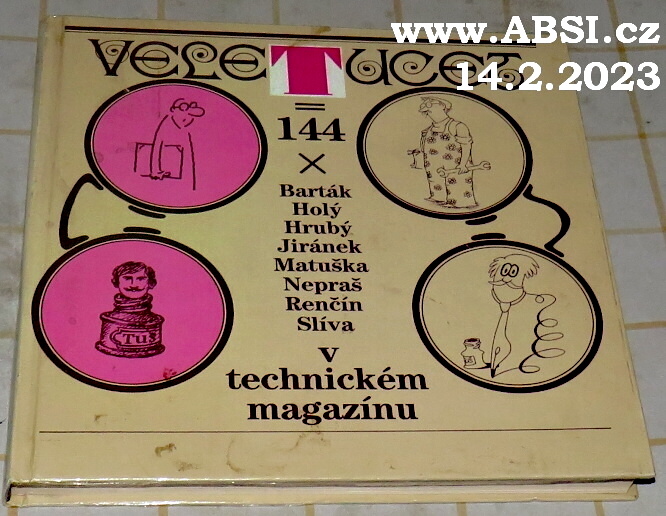 www.ABSI.cz
14.2.2023
VELETUCET
=
144
×
Barták
Holý
Hrubý
Jiránek
Matuška
Nepraš
Renčín
Slíva
v
technickém
magazínu
Tuš